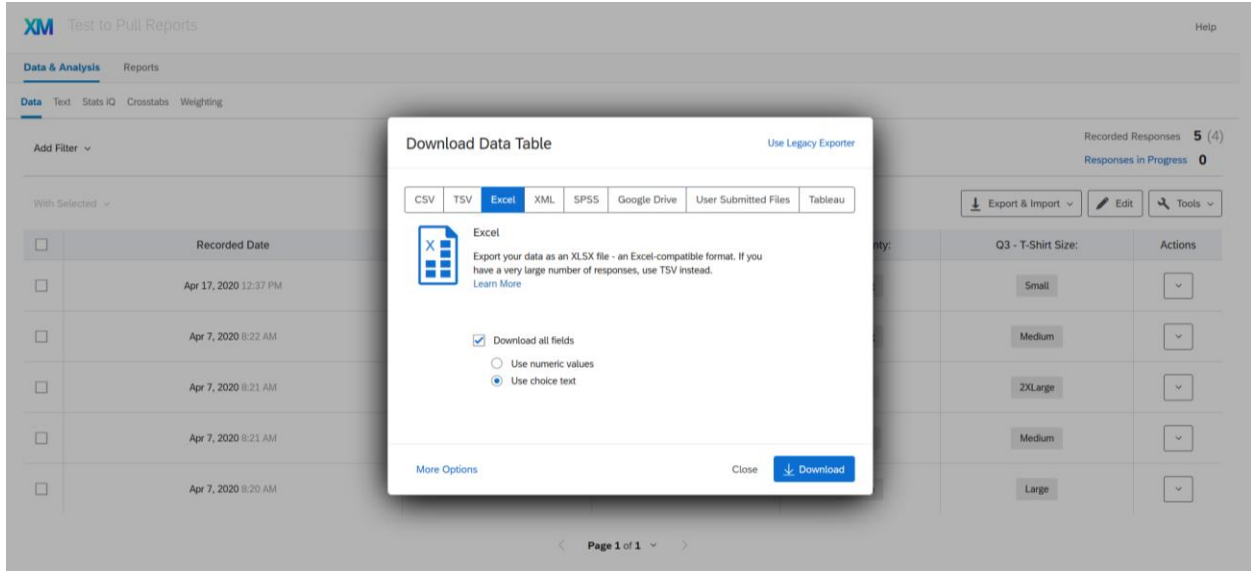 XM Test to Pull Reports
Help
Data & Analysis Reports
Data Text Stats iQ Crosstabs Weighting
Add Filter
Recorded Responses 5 (4)
Responses in Progress 0
With Selected
Export & Import Edit Tools
Recorded Date
nty:
Q3 - T-Shirt Size:
Actions
Apr 17, 2020 12:37 PM
Small
Apr 7, 2020 8:22 AM
Medium
Apr 7, 2020 8:21 AM
2XLarge
Apr 7, 2020 8:21 AM
Medium
Apr 7, 2020 8:20 AM
Large
Page 1 of 1
Download Data Table
Use Legacy Exporter
CSV TSV Excel XML SPSS Google Drive User Submitted Files Tableau
X
Excel
Export your data as an XLSX file - an Excel-compatible format. If you
have a very large number of responses, use TSV instead.
Learn More
Download all fields
Use numeric values
Use choice text
More Options
Close
Download